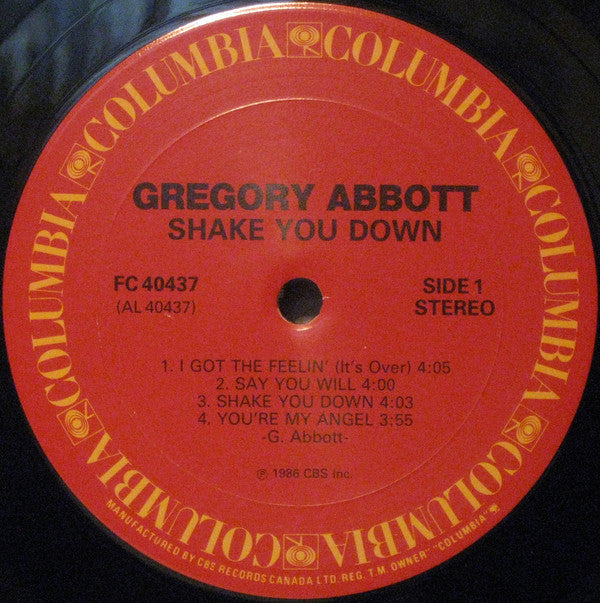 COLUMBIA COLUMBIA COLUMBIA COLUMBIA COLUMBIA COLUMBIA COLUMBIA COLUMBIA
GREGORY ABBOTT
SHAKE YOU DOWN
FC 40437
(AL 40437)
SIDE 1
STEREO
1. I GOT THE FEELIN' (It's Over) 4:05
2. SAY YOU WILL 4:00
3. SHAKE YOU DOWN 4:03
4. YOU'RE MY ANGEL 3:55
-G. Abbott-
℗ 1986 CBS inc.
MANUFACTURED BY CBS RECORDS CANADA LTD. REG. T.M. OWNER" "COLUMBIA",